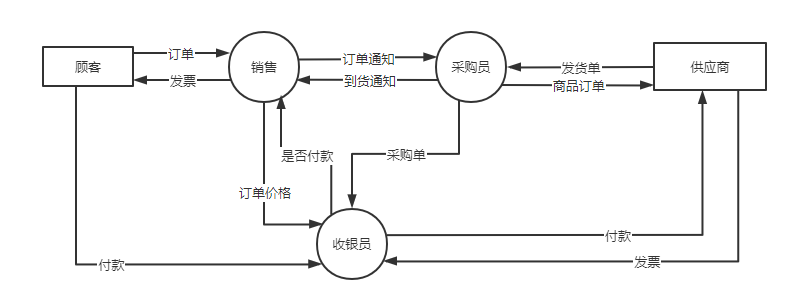 顾客
订单
发票
销售
订单通知
到货通知
采购员
发货单
商品订单
供应商
是否付款
采购单
订单价格
收银员
付款
付款
发票